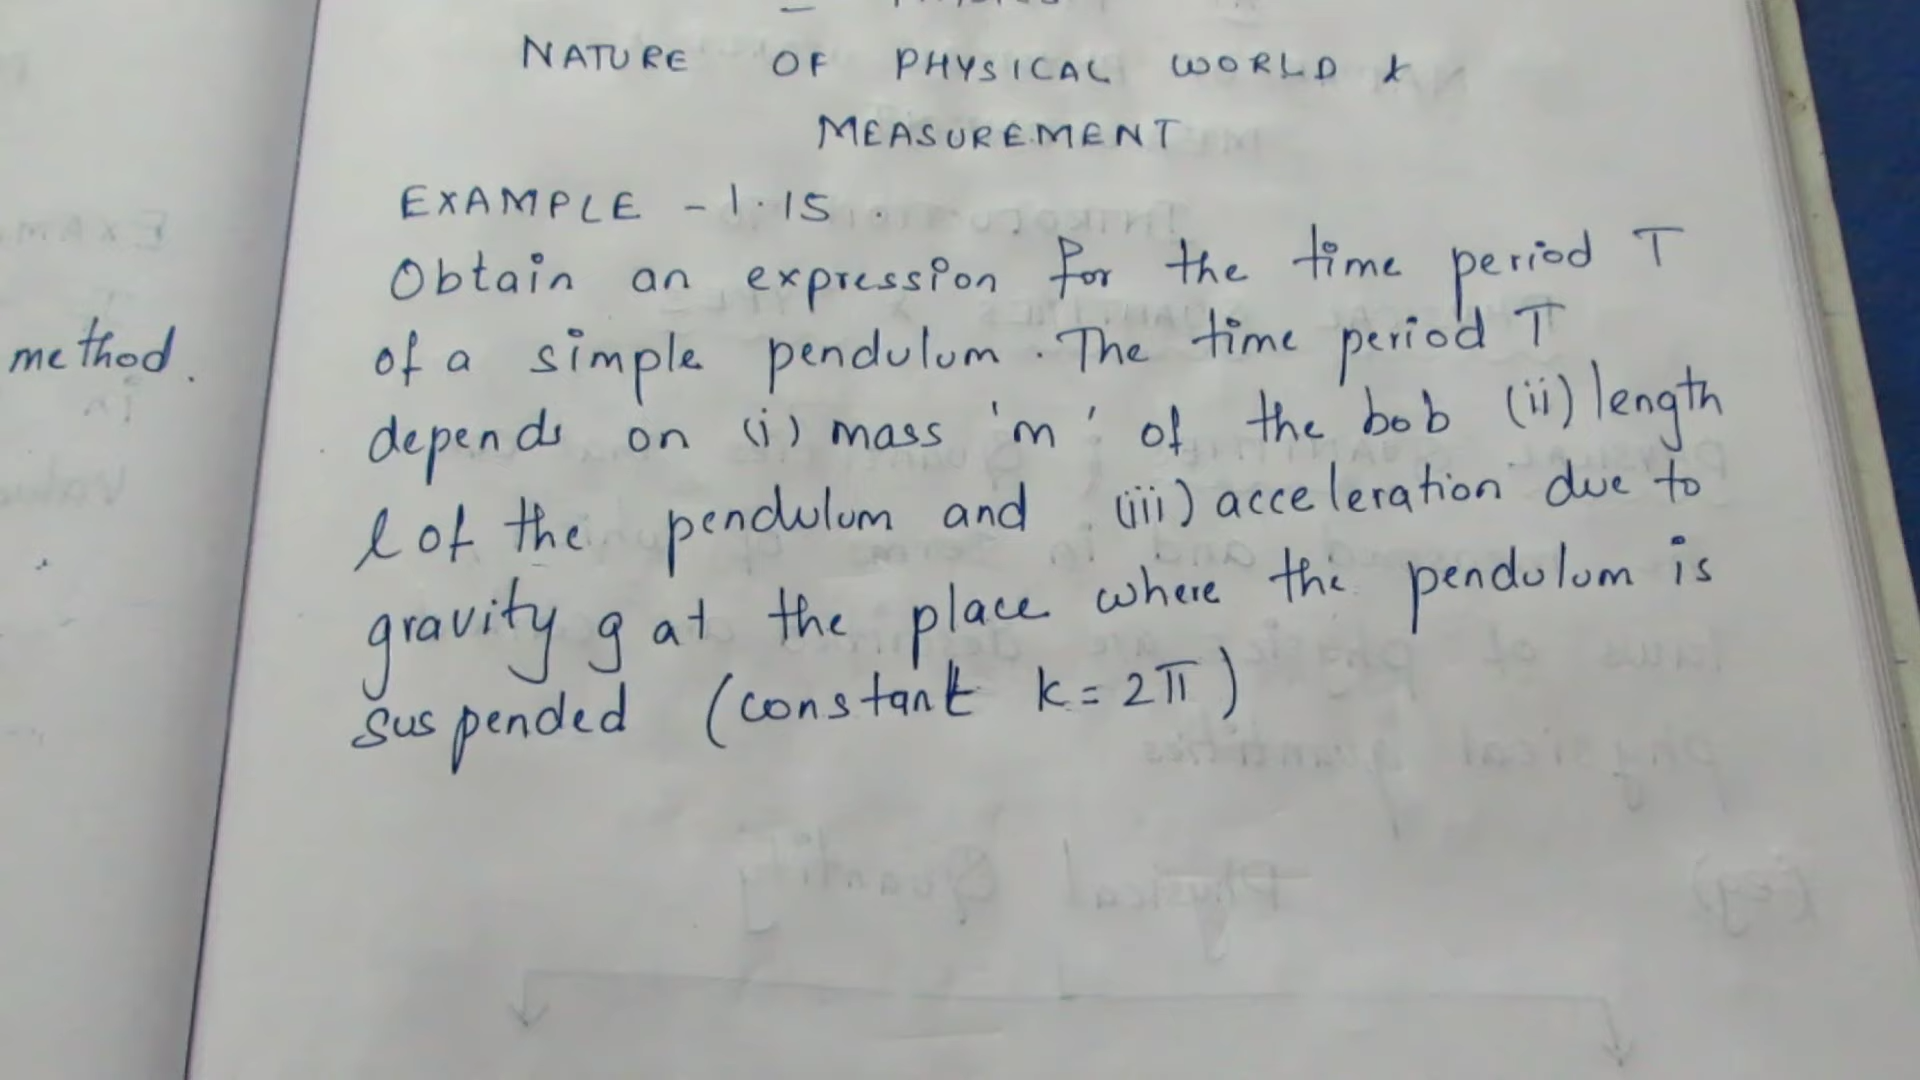 NATURE OF PHYSICAL WORLD &
MEASUREMENT
EXAMPLE - 1.15.
Obtain an expression for the time period T
of a simple pendulum. The time period T
depends on (i) mass 'm' of the bob (ii) length
l of the pendulum and (iii) acceleration due to
gravity g at the place where the pendulum is
suspended (constant k = 2π)
method.